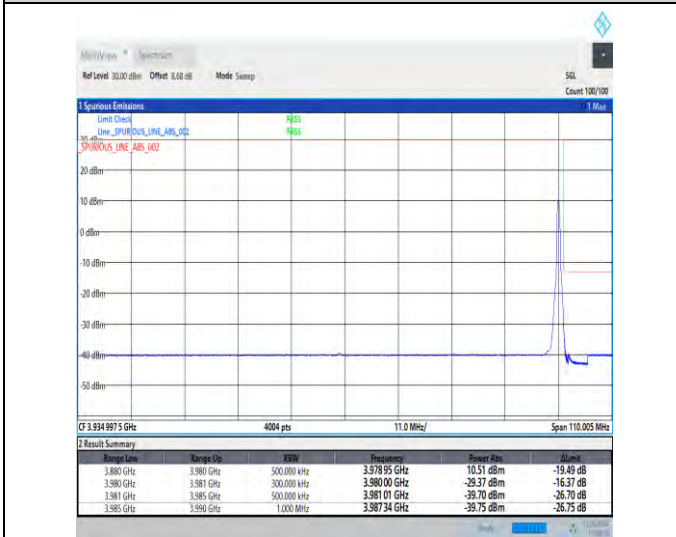 MultiView Spectrum
Ref Level 30.00 dBm Offset 8.68 dB Mode Sweep SGL
Count 100/100
1 Spurious Emissions 1 Max
Limit Check PASS
Line _SPURIOUS_LINE_ABS_002 PASS
30 dBm
_SPURIOUS_LINE_ABS_002
20 dBm
10 dBm
0 dBm
-10 dBm
-20 dBm
-30 dBm
-40 dBm
-50 dBm
CF 3.934 997 5 GHz 4004 pts 11.0 MHz/ Span 110.005 MHz
2 Result Summary
Range Low Range Up RBW Frequency Power Abs ΔLimit
3.880 GHz 3.980 GHz 500.000 kHz 3.978 95 GHz 10.51 dBm -19.49 dB
3.980 GHz 3.981 GHz 300.000 kHz 3.980 00 GHz -29.37 dBm -16.37 dB
3.981 GHz 3.985 GHz 500.000 kHz 3.981 01 GHz -39.70 dBm -26.70 dB
3.985 GHz 3.990 GHz 1.000 MHz 3.987 34 GHz -39.75 dBm -26.75 dB
Ready